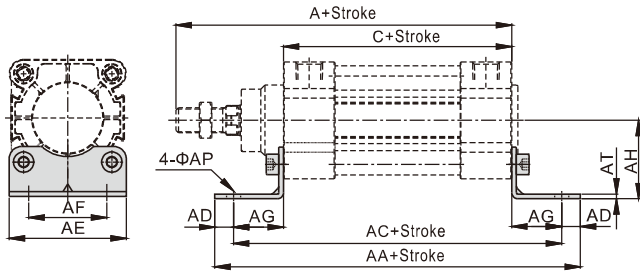 A+Stroke
C+Stroke
4-ΦAP
AT
AH
AF
AE
AD
AG
AC+Stroke
AG
AD
AA+Stroke